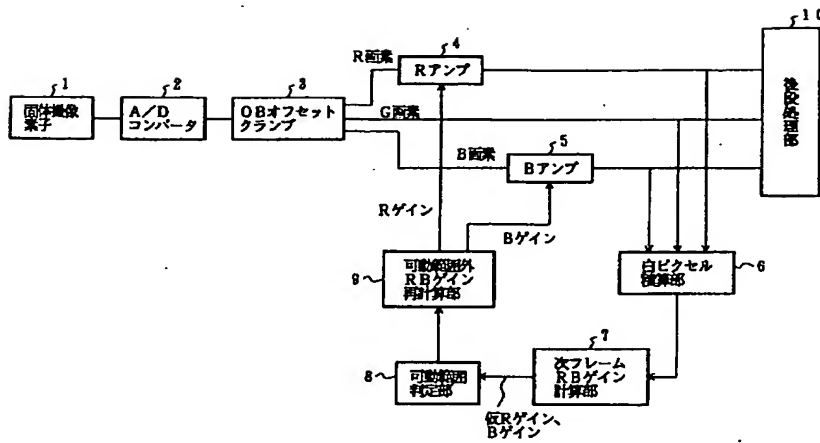 1
固体撮像
素子
2
A/D
コンバータ
3
OBオフセット
クランプ
R画素
4
Rアンプ
G画素
B画素
5
Bアンプ
10
後段処理部
Rゲイン
Bゲイン
9
可動範囲外
RBゲイン
再計算部
白ピクセル
積算部
6
8
可動範囲
判定部
7
次フレーム
RBゲイン
計算部
仮Rゲイン、
Bゲイン